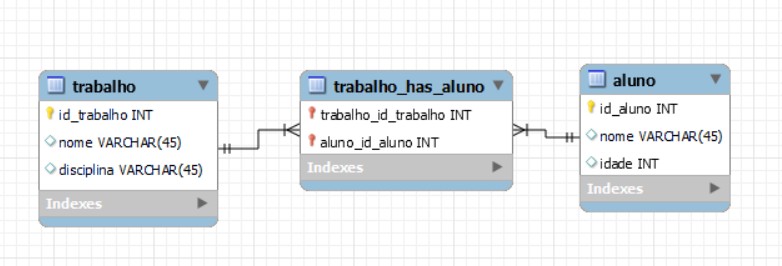 trabalho
id_trabalho INT
nome VARCHAR(45)
disciplina VARCHAR(45)
Indexes
trabalho_has_aluno
trabalho_id_trabalho INT
aluno_id_aluno INT
Indexes
aluno
id_aluno INT
nome VARCHAR(45)
idade INT
Indexes